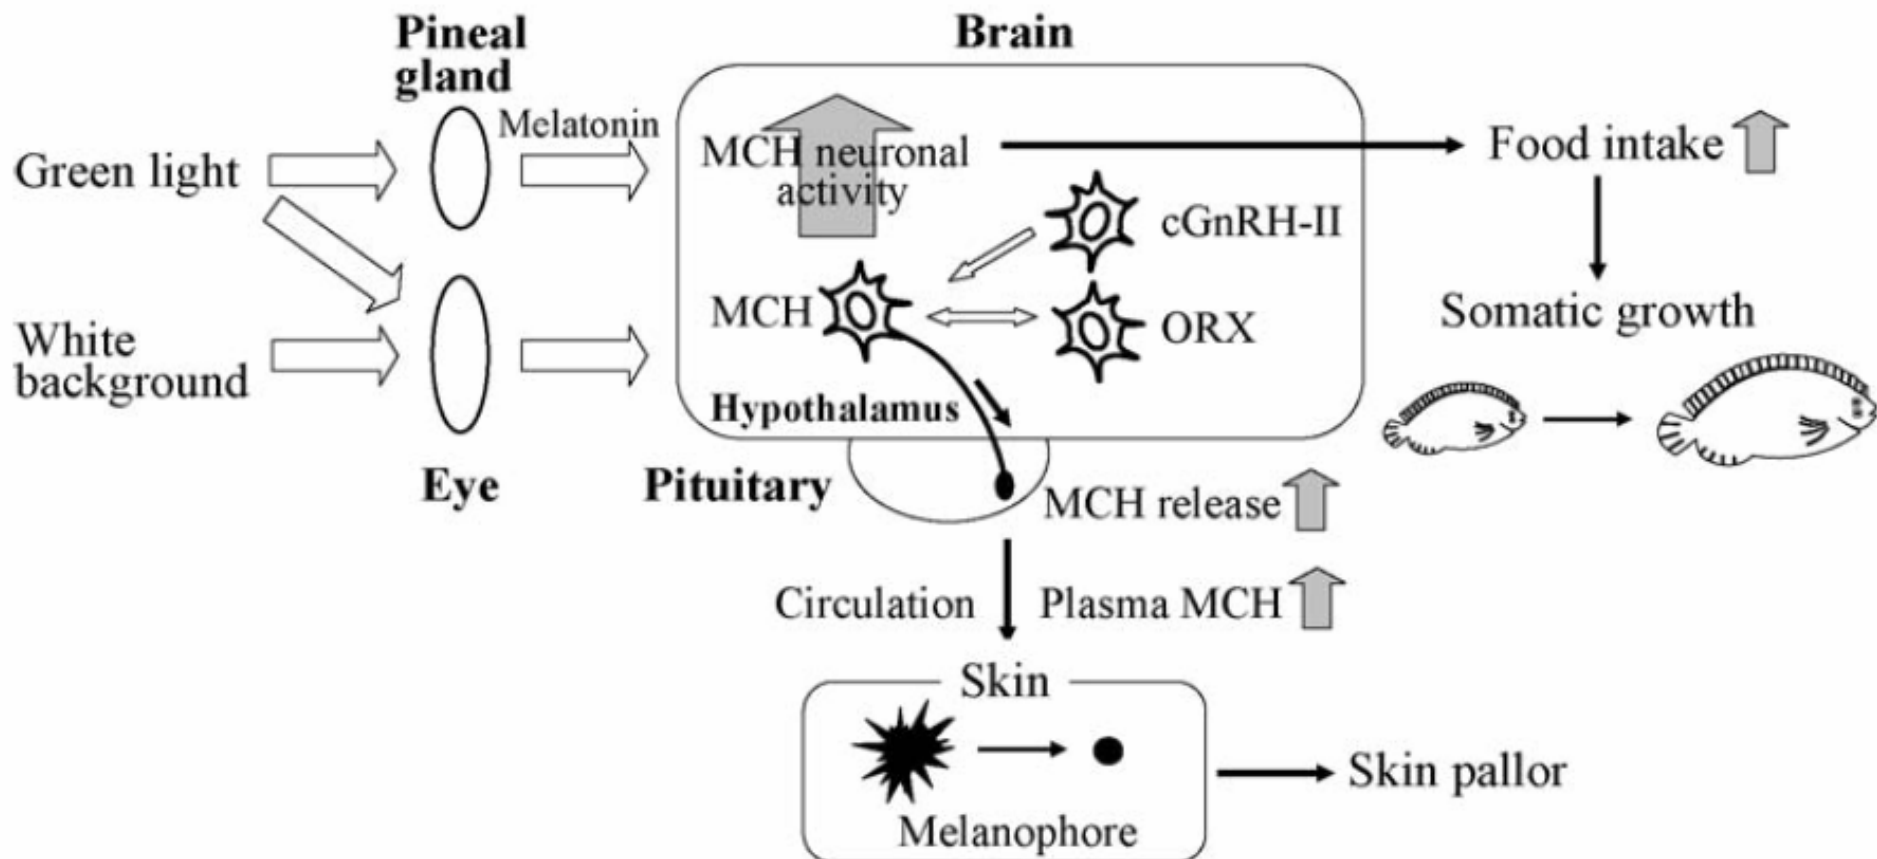 Pineal
gland
Brain
Melatonin
Green light
MCH neuronal
activity
Food intake
cGnRH-II
MCH
ORX
Somatic growth
White
background
Hypothalamus
Eye
Pituitary
MCH release
Circulation
Plasma MCH
Skin
Melanophore
Skin pallor